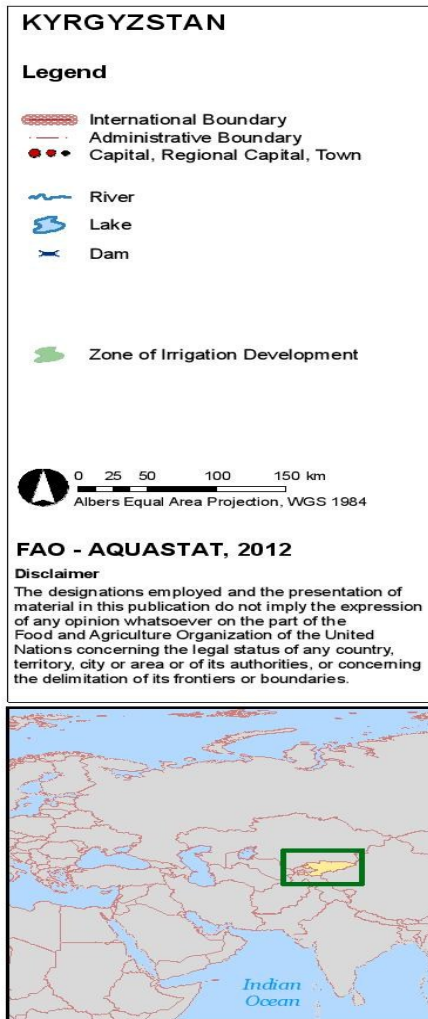 KYRGYZSTAN
Legend
International Boundary
Administrative Boundary
Capital, Regional Capital, Town
River
Lake
Dam
Zone of Irrigation Development
0 25 50 100 150 km
Albers Equal Area Projection, WGS 1984
FAO - AQUASTAT, 2012
Disclaimer
The designations employed and the presentation of
material in this publication do not imply the expression
of any opinion whatsoever on the part of the
Food and Agriculture Organization of the United
Nations concerning the legal status of any country,
territory, city or area or of its authorities, or concerning
the delimitation of its frontiers or boundaries.
Indian
Ocean